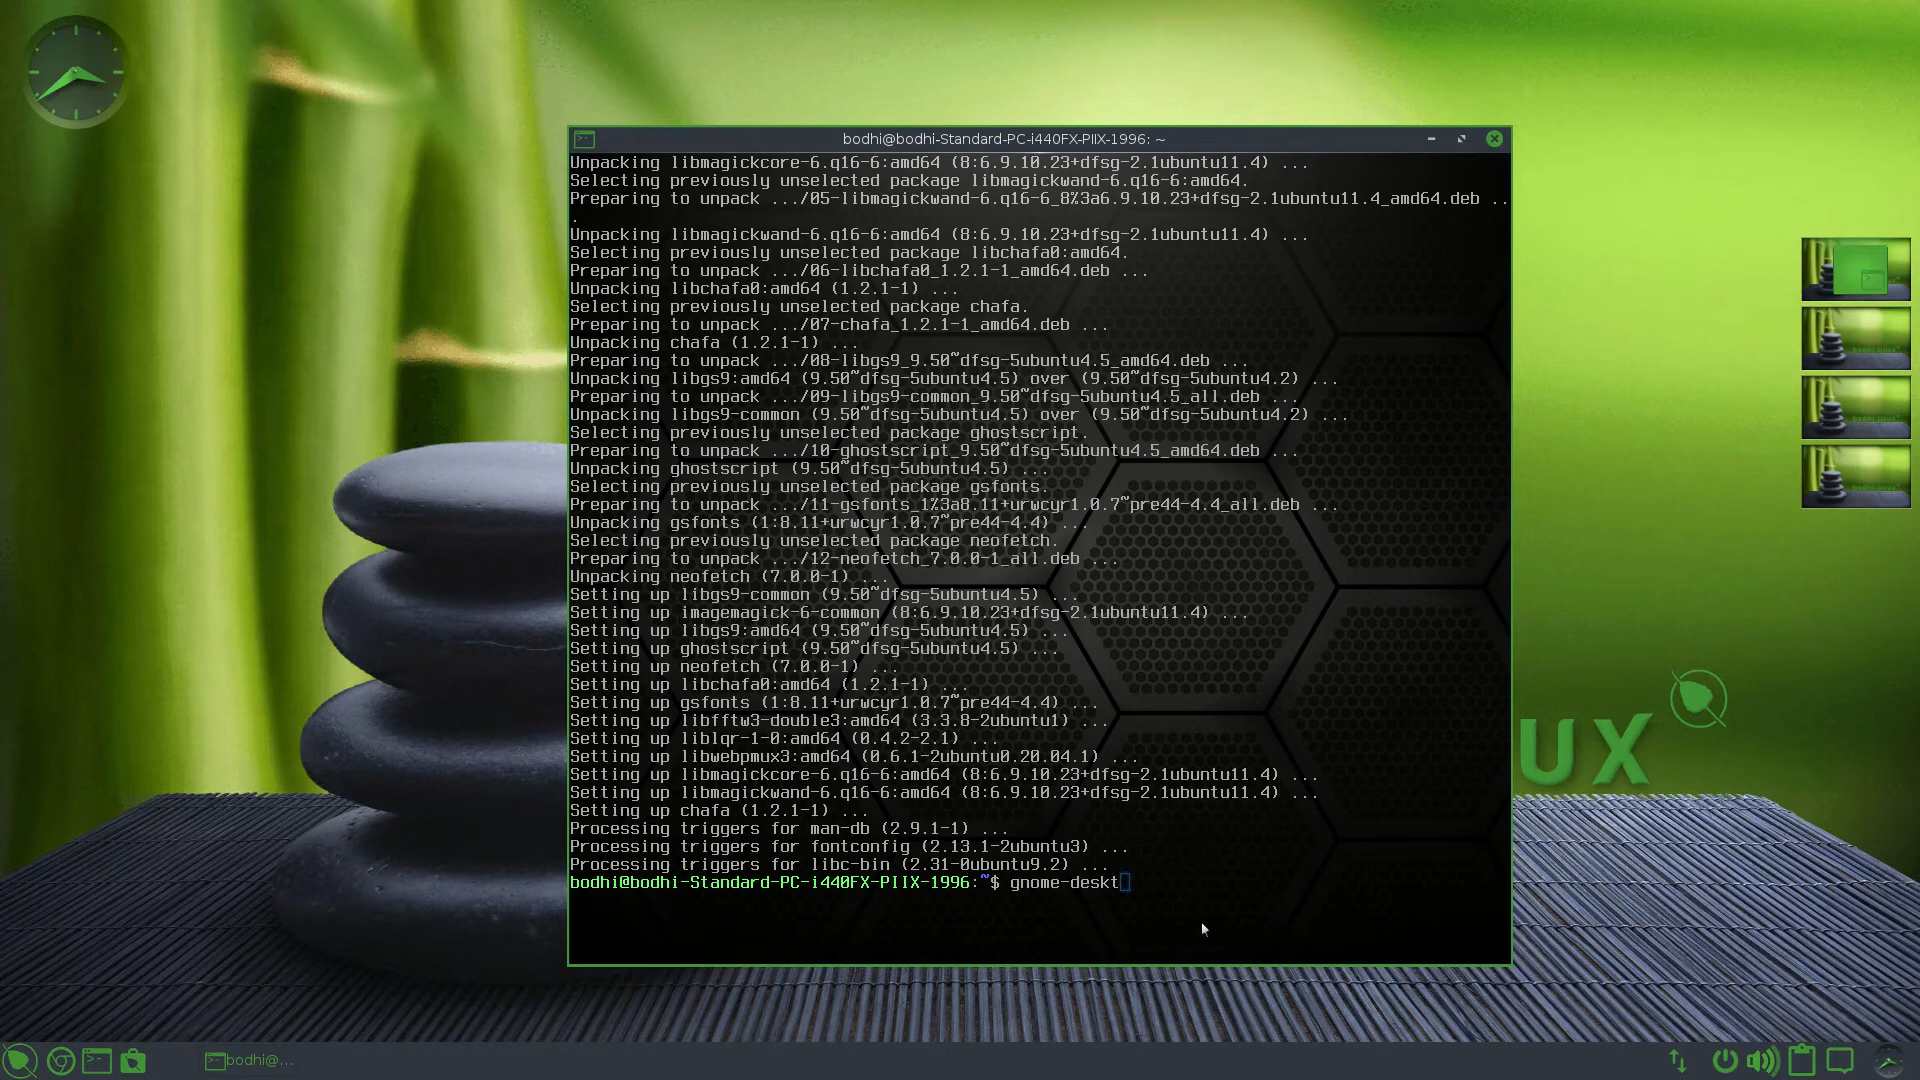 bodhi@bodhi-Standard-PC-i440FX-PIIX-1996: ~
Unpacking libmagickcore-6.q16-6:amd64 (8:6.9.10.23+dfsg-2.1ubuntu11.4) ...
Selecting previously unselected package libmagickwand-6.q16-6:amd64.
Preparing to unpack .../05-libmagickwand-6.q16-6_8%3a6.9.10.23+dfsg-2.1ubuntu11.4_amd64.deb ..
.
Unpacking libmagickwand-6.q16-6:amd64 (8:6.9.10.23+dfsg-2.1ubuntu11.4) ...
Selecting previously unselected package libchafa0:amd64.
Preparing to unpack .../06-libchafa0_1.2.1-1_amd64.deb ...
Unpacking libchafa0:amd64 (1.2.1-1) ...
Selecting previously unselected package chafa.
Preparing to unpack .../07-chafa_1.2.1-1_amd64.deb ...
Unpacking chafa (1.2.1-1) ...
Preparing to unpack .../08-libgs9_9.50~dfsg-5ubuntu4.5_amd64.deb ...
Unpacking libgs9:amd64 (9.50~dfsg-5ubuntu4.5) over (9.50~dfsg-5ubuntu4.2) ...
Preparing to unpack .../09-libgs9-common_9.50~dfsg-5ubuntu4.5_all.deb ...
Unpacking libgs9-common (9.50~dfsg-5ubuntu4.5) over (9.50~dfsg-5ubuntu4.2) ...
Selecting previously unselected package ghostscript.
Preparing to unpack .../10-ghostscript_9.50~dfsg-5ubuntu4.5_amd64.deb ...
Unpacking ghostscript (9.50~dfsg-5ubuntu4.5) ...
Selecting previously unselected package gsfonts.
Preparing to unpack .../11-gsfonts_1%3a8.11+urwcyr1.0.7~pre44-4.4_all.deb ...
Unpacking gsfonts (1:8.11+urwcyr1.0.7~pre44-4.4) ...
Selecting previously unselected package neofetch.
Preparing to unpack .../12-neofetch_7.0.0-1_all.deb ...
Unpacking neofetch (7.0.0-1) ...
Setting up libgs9-common (9.50~dfsg-5ubuntu4.5) ...
Setting up imagemagick-6-common (8:6.9.10.23+dfsg-2.1ubuntu11.4) ...
Setting up libgs9:amd64 (9.50~dfsg-5ubuntu4.5) ...
Setting up ghostscript (9.50~dfsg-5ubuntu4.5) ...
Setting up neofetch (7.0.0-1) ...
Setting up libchafa0:amd64 (1.2.1-1) ...
Setting up gsfonts (1:8.11+urwcyr1.0.7~pre44-4.4) ...
Setting up libfftw3-double3:amd64 (3.3.8-2ubuntu1) ...
Setting up liblqr-1-0:amd64 (0.4.2-2.1) ...
Setting up libwebpmux3:amd64 (0.6.1-2ubuntu0.20.04.1) ...
Setting up libmagickcore-6.q16-6:amd64 (8:6.9.10.23+dfsg-2.1ubuntu11.4) ...
Setting up libmagickwand-6.q16-6:amd64 (8:6.9.10.23+dfsg-2.1ubuntu11.4) ...
Setting up chafa (1.2.1-1) ...
Processing triggers for man-db (2.9.1-1) ...
Processing triggers for fontconfig (2.13.1-2ubuntu3) ...
Processing triggers for libc-bin (2.31-0ubuntu9.2) ...
bodhi@bodhi-Standard-PC-i440FX-PIIX-1996:~$ gnome-deskt
UX
bodhi@...